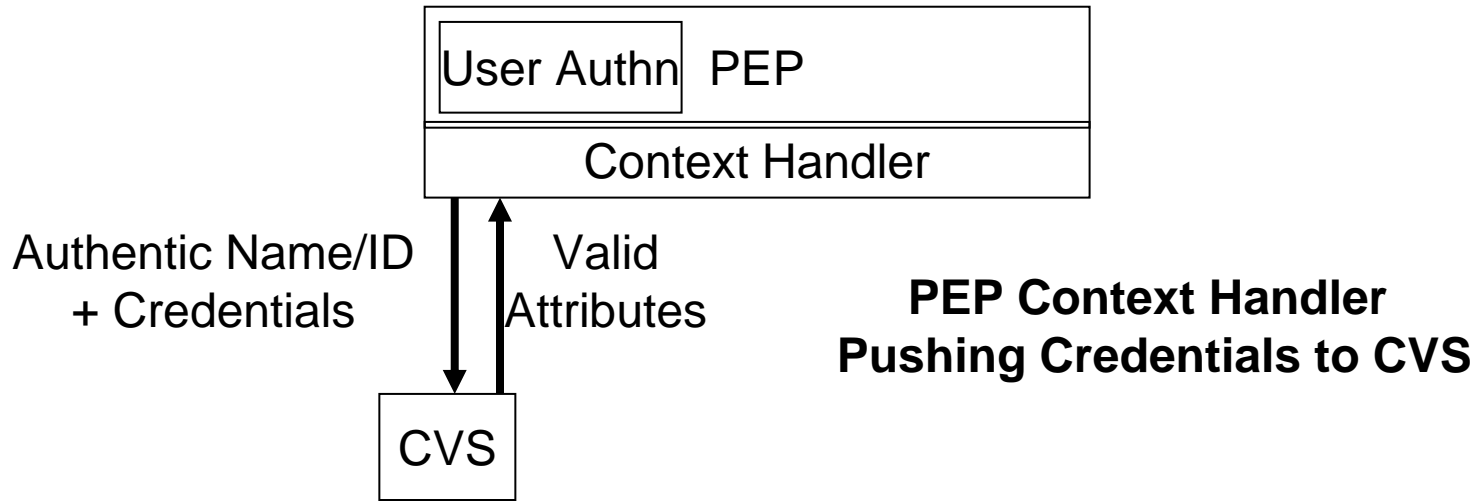 User Authn PEP
Context Handler
Authentic Name/ID
+ Credentials
Valid
Attributes
PEP Context Handler
Pushing Credentials to CVS
CVS